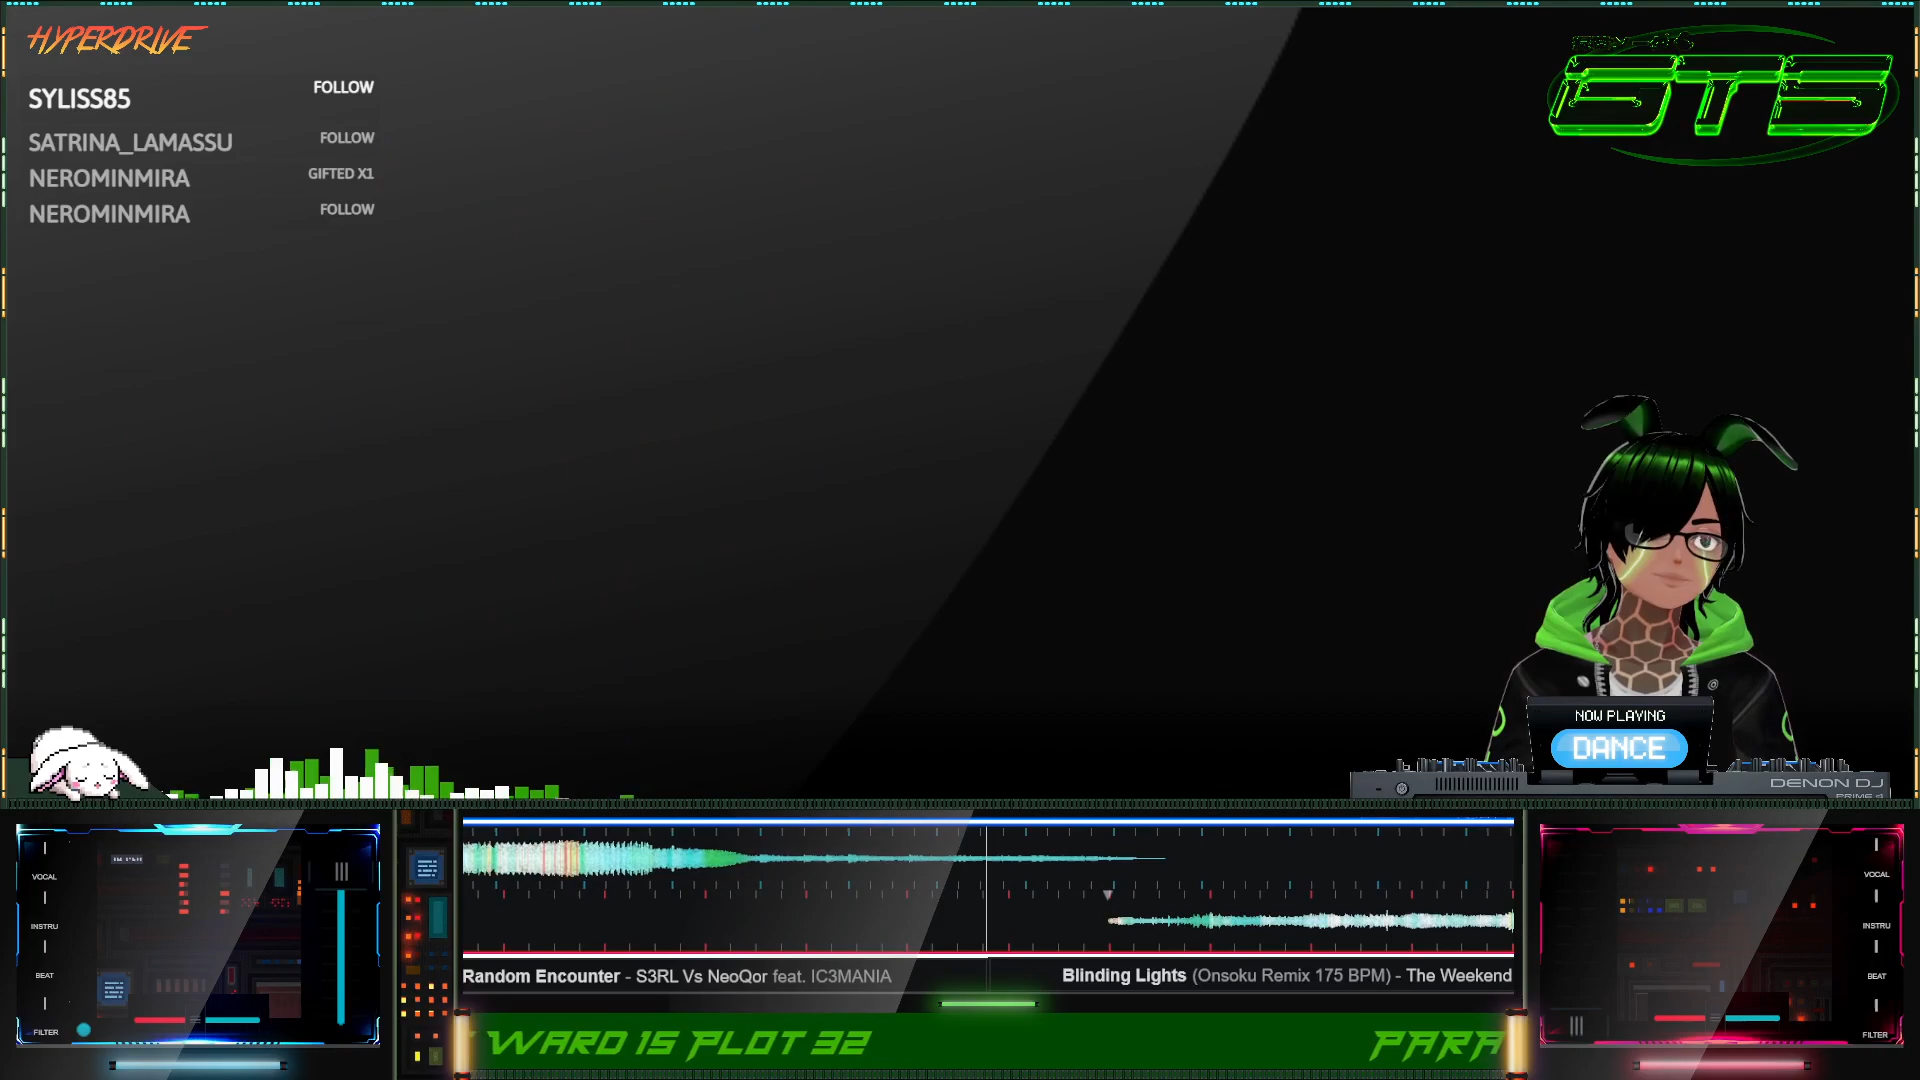 HYPERDRIVE
SYLISS85 FOLLOW
SATRINA_LAMASSU FOLLOW
NEROMINMIRA GIFTED X1
NEROMINMIRA FOLLOW
NOW PLAYING
DANCE
DENON DJ
PRIME 4
VOCAL
INSTRU
BEAT
FILTER
Random Encounter - S3RL Vs NeoQor feat. IC3MANIA
Blinding Lights (Onsoku Remix 175 BPM) - The Weekend
WARD 15 PLOT 32
PARA
VOCAL
INSTRU
BEAT
FILTER